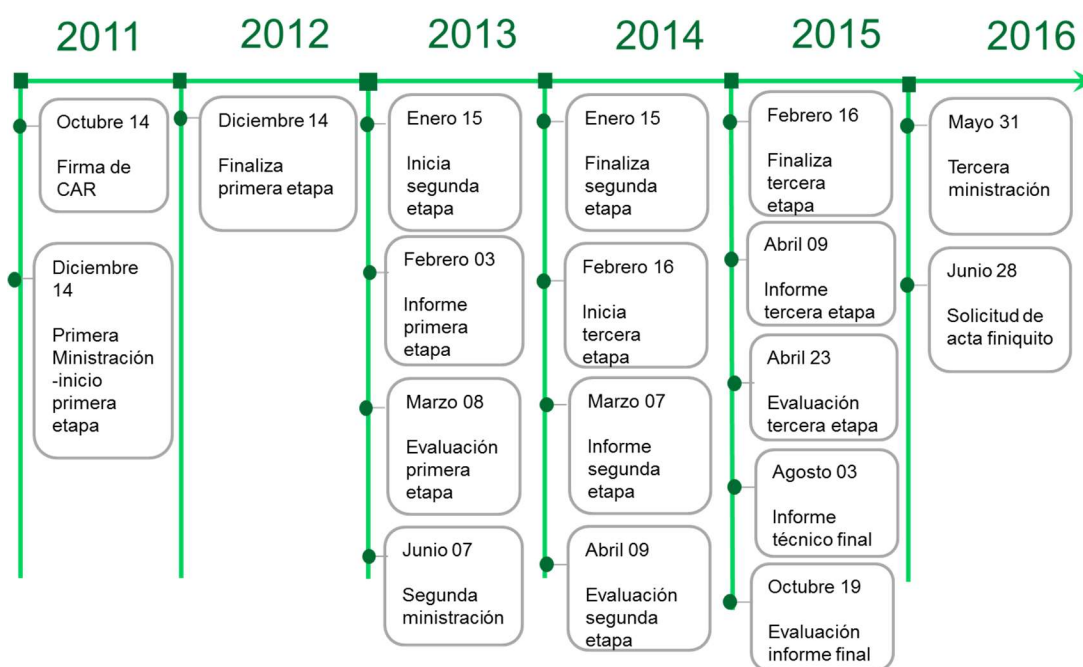 2011
2012
2013
2014
2015
2016
Octubre 14
Firma de
CAR
Diciembre
14
Primera
Ministración
-inicio
primera
etapa
Diciembre 14
Finaliza
primera etapa
Enero 15
Inicia
segunda
etapa
Febrero 03
Informe
primera
etapa
Marzo 08
Evaluación
primera
etapa
Junio 07
Segunda
ministración
Enero 15
Finaliza
segunda
etapa
Febrero 16
Inicia
tercera
etapa
Marzo 07
Informe
segunda
etapa
Abril 09
Evaluación
segunda
etapa
Febrero 16
Finaliza
tercera
etapa
Abril 09
Informe
tercera etapa
Abril 23
Evaluación
tercera etapa
Agosto 03
Informe
técnico final
Octubre 19
Evaluación
informe final
Mayo 31
Tercera
ministración
Junio 28
Solicitud de
acta finiquito